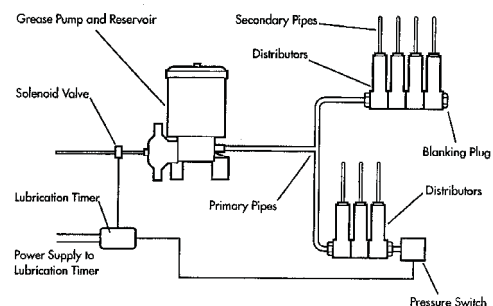 Grease Pump and Reservoir
Secondary Pipes
Distributors
Solenoid Valve
Blanking Plug
Distributors
Lubrication Timer
Primary Pipes
Power Supply to
Lubrication Timer
Pressure Switch